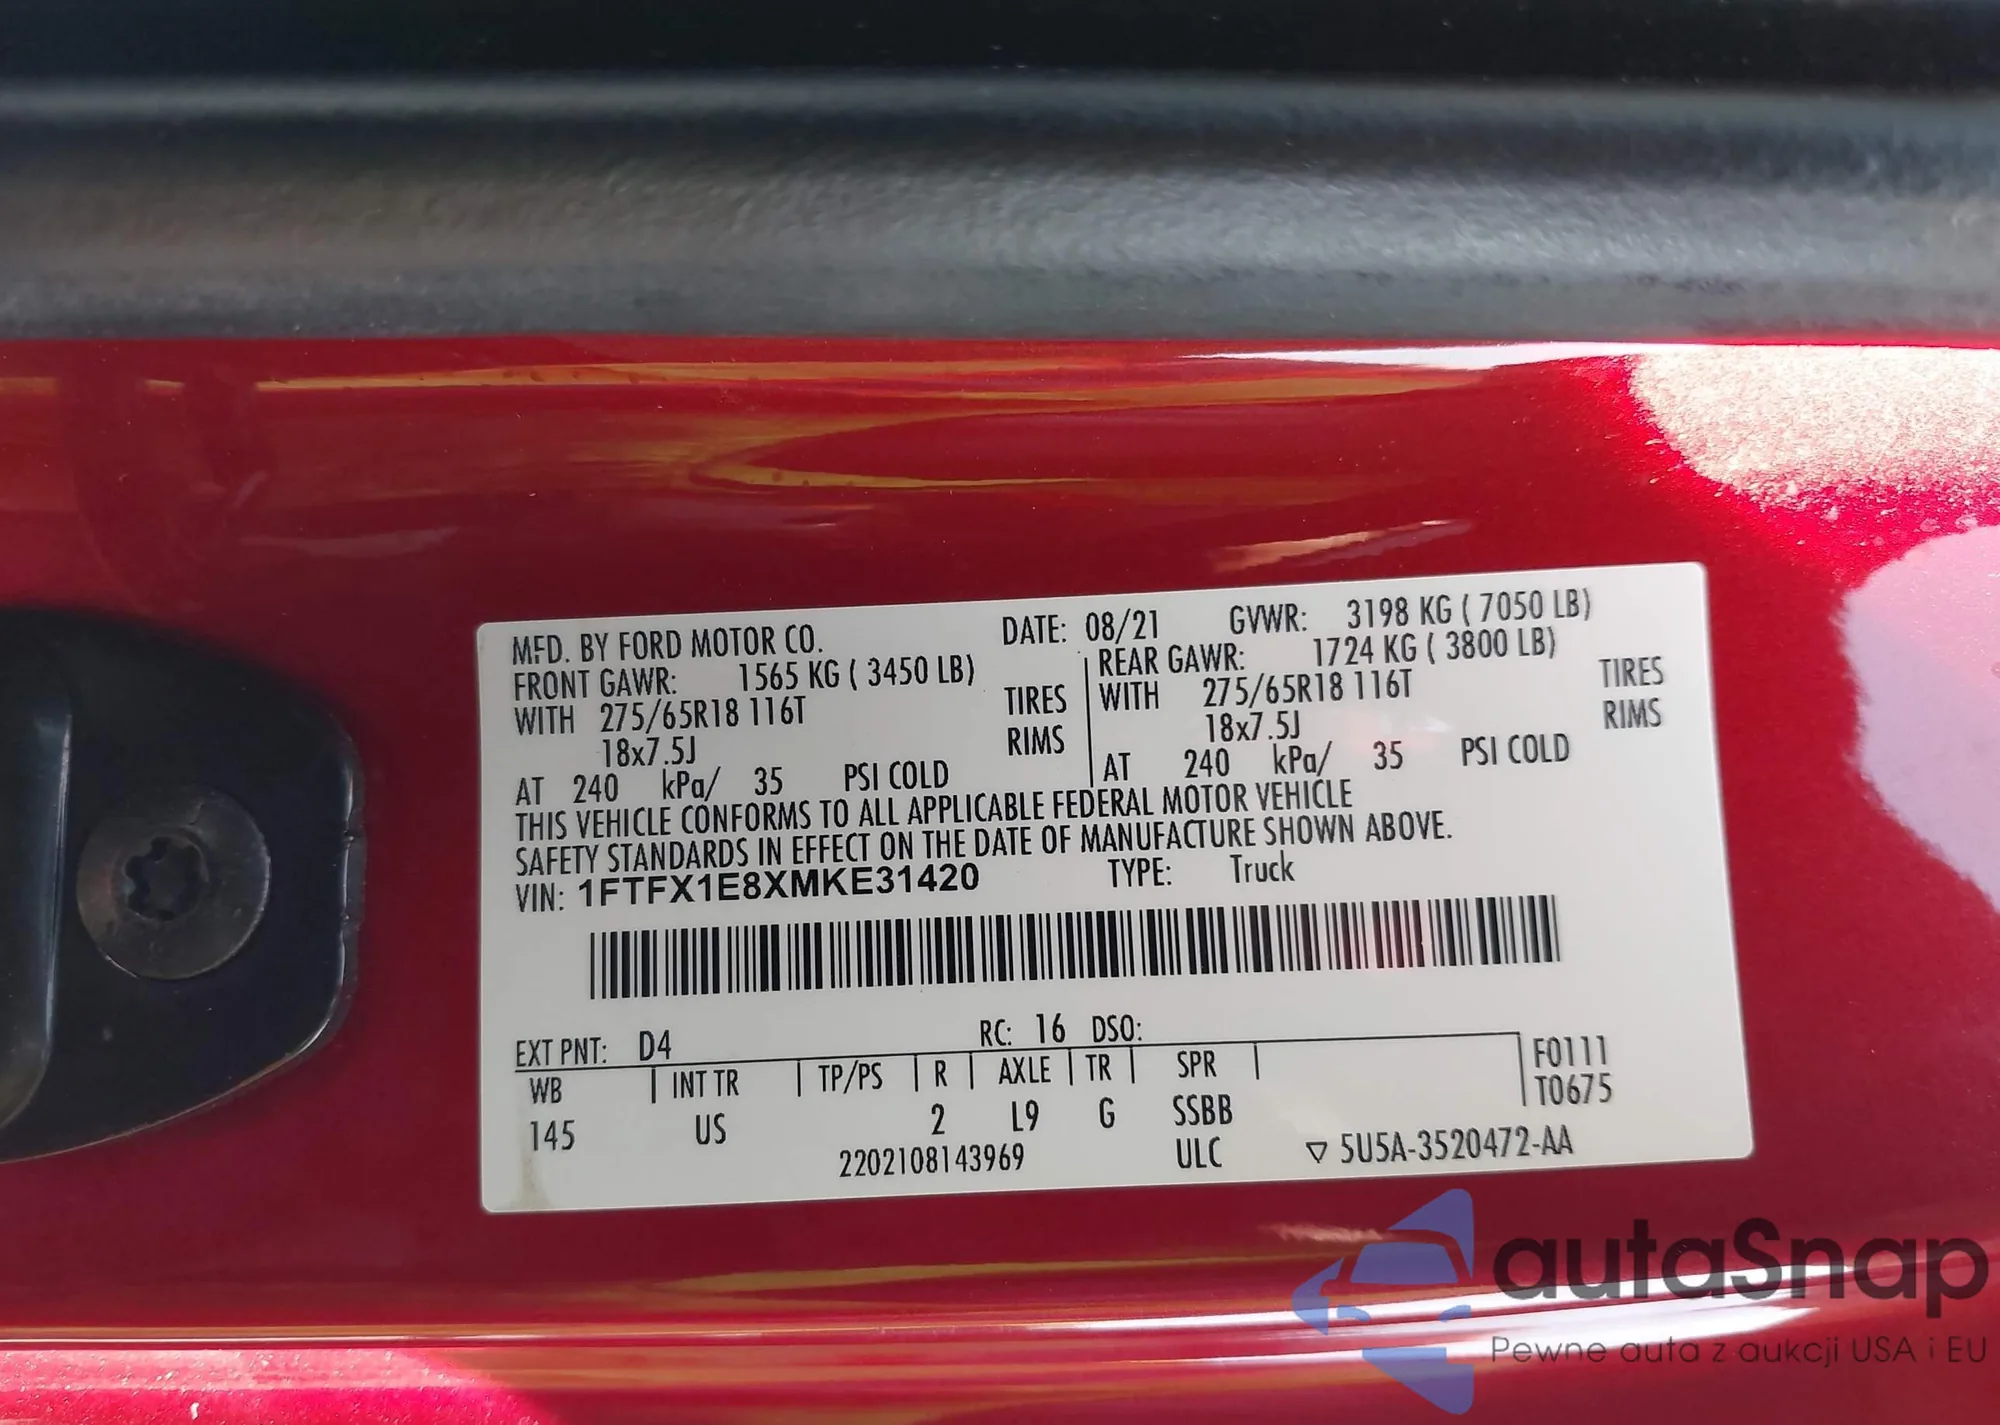 MFD. BY FORD MOTOR CO. DATE: 08/21 GVWR: 3198 KG ( 7050 LB)
FRONT GAWR: 1565 KG ( 3450 LB) REAR GAWR: 1724 KG ( 3800 LB)
WITH 275/65R18 116T TIRES WITH 275/65R18 116T TIRES
18x7.5J RIMS 18x7.5J RIMS
AT 240 kPa/ 35 PSI COLD AT 240 kPa/ 35 PSI COLD
THIS VEHICLE CONFORMS TO ALL APPLICABLE FEDERAL MOTOR VEHICLE
SAFETY STANDARDS IN EFFECT ON THE DATE OF MANUFACTURE SHOWN ABOVE.
VIN: 1FTFX1E8XMKE31420 TYPE: Truck
EXT PNT: D4 RC: 16 DSO:
WB INT TR TP/PS R AXLE TR SPR F0111
145 US 2 L9 G SSBB T0675
2202108143969 ULC ▽ 5U5A-3520472-AA
autaSnap
Pewne auta z aukcji USA i EU